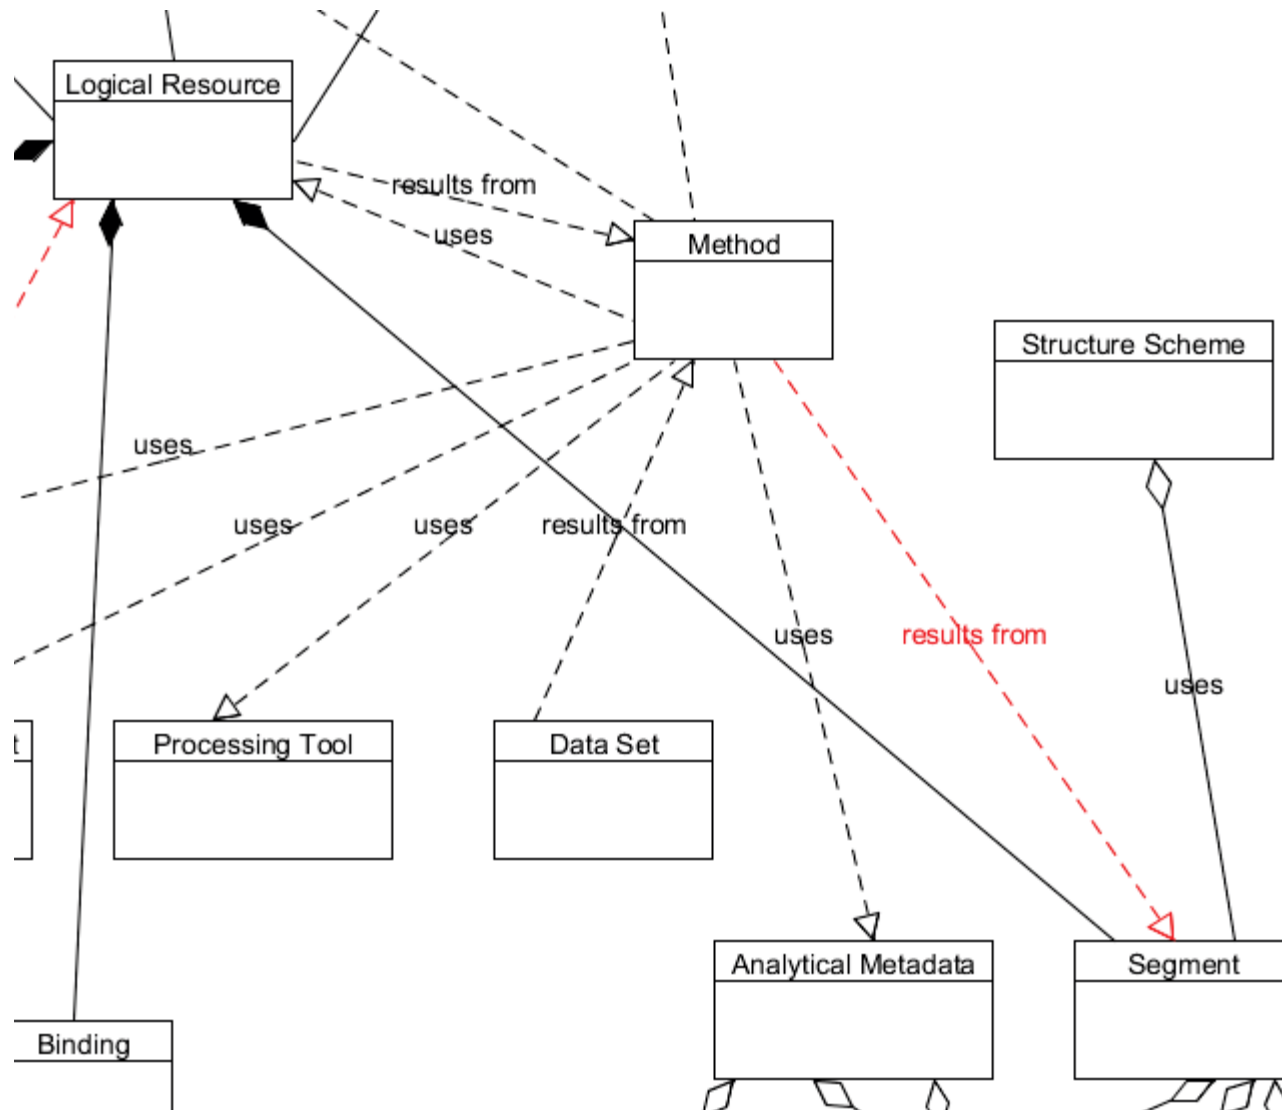 Logical Resource
results from
uses
Method
Structure Scheme
uses
uses
uses
results from
uses
results from
uses
t
Processing Tool
Data Set
Analytical Metadata
Segment
Binding